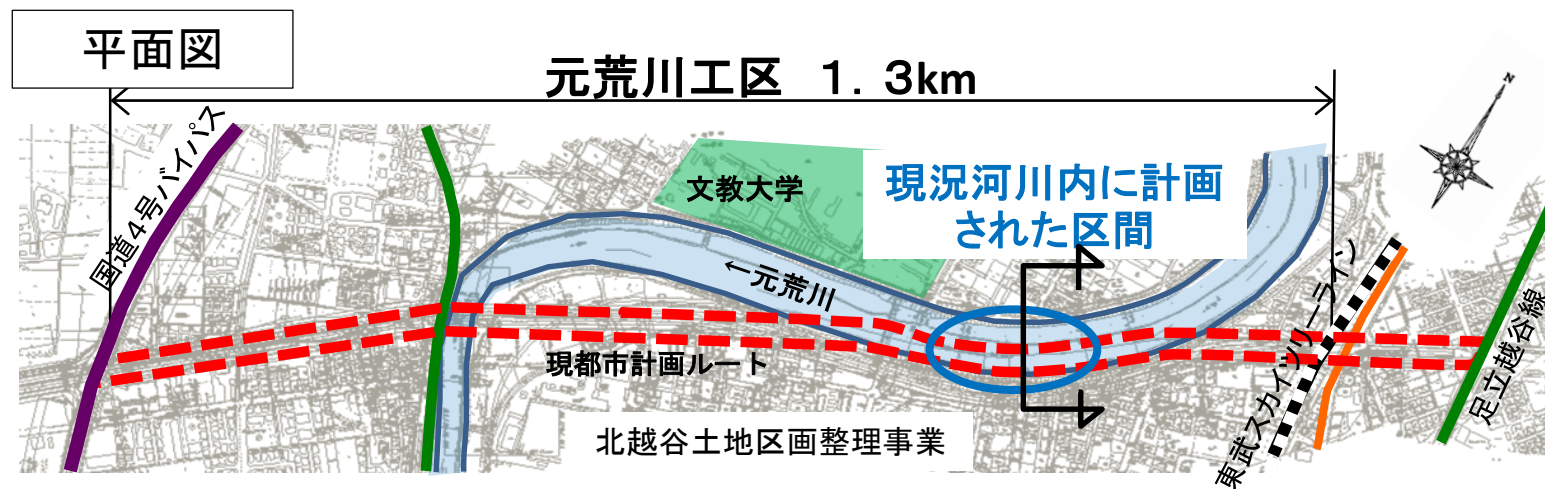 平面図
元荒川工区　１．３km
N
国道4号バイパス
文教大学
現況河川内に計画
された区間
←元荒川
現都市計画ルート
北越谷土地区画整理事業
東武スカイツリーライン
足立越谷線